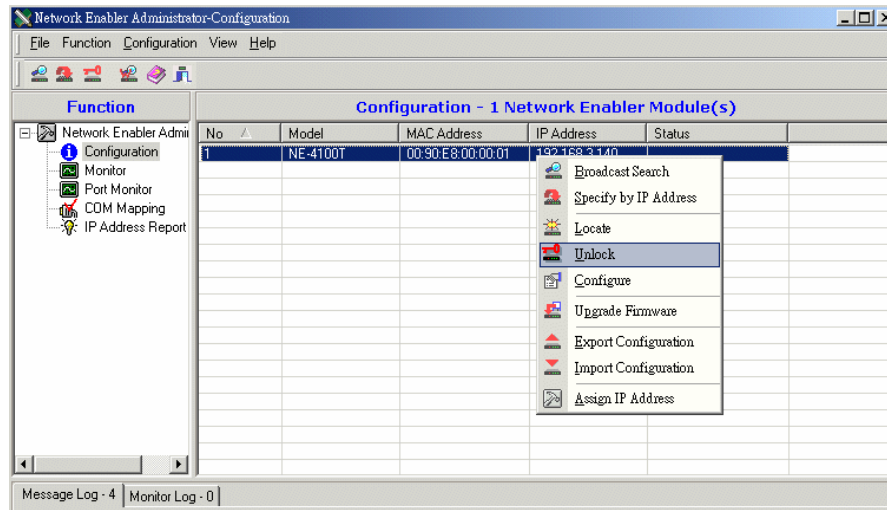 Network Enabler Administrator-Configuration
File Function Configuration View Help
Function
Configuration - 1 Network Enabler Module(s)
Network Enabler Admi
Configuration
Monitor
Port Monitor
COM Mapping
IP Address Report
No Model MAC Address IP Address Status
1 NE-4100T 00:90:E8:00:00:01 192.168.3.140
Broadcast Search
Specify by IP Address
Locate
Unlock
Configure
Upgrade Firmware
Export Configuration
Import Configuration
Assign IP Address
Message Log - 4 Monitor Log - 0